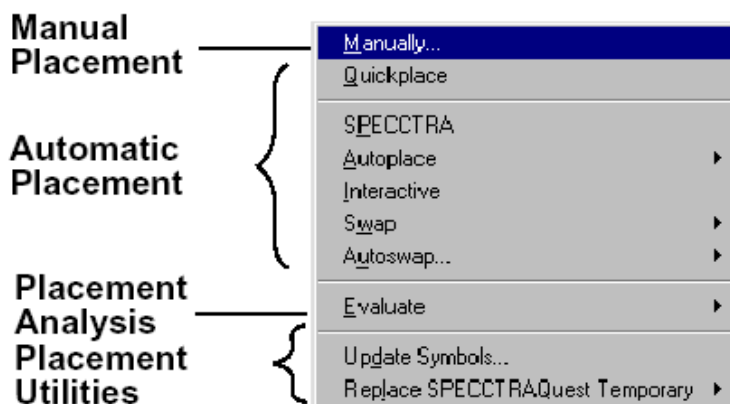 Manual
Placement
Automatic
Placement
Placement
Analysis
Placement
Utilities
Manually...
Quickplace
SPECCTRA
Autoplace
Interactive
Swap
Autoswap...
Evaluate
Update Symbols...
Replace SPECCTRAQuest Temporary